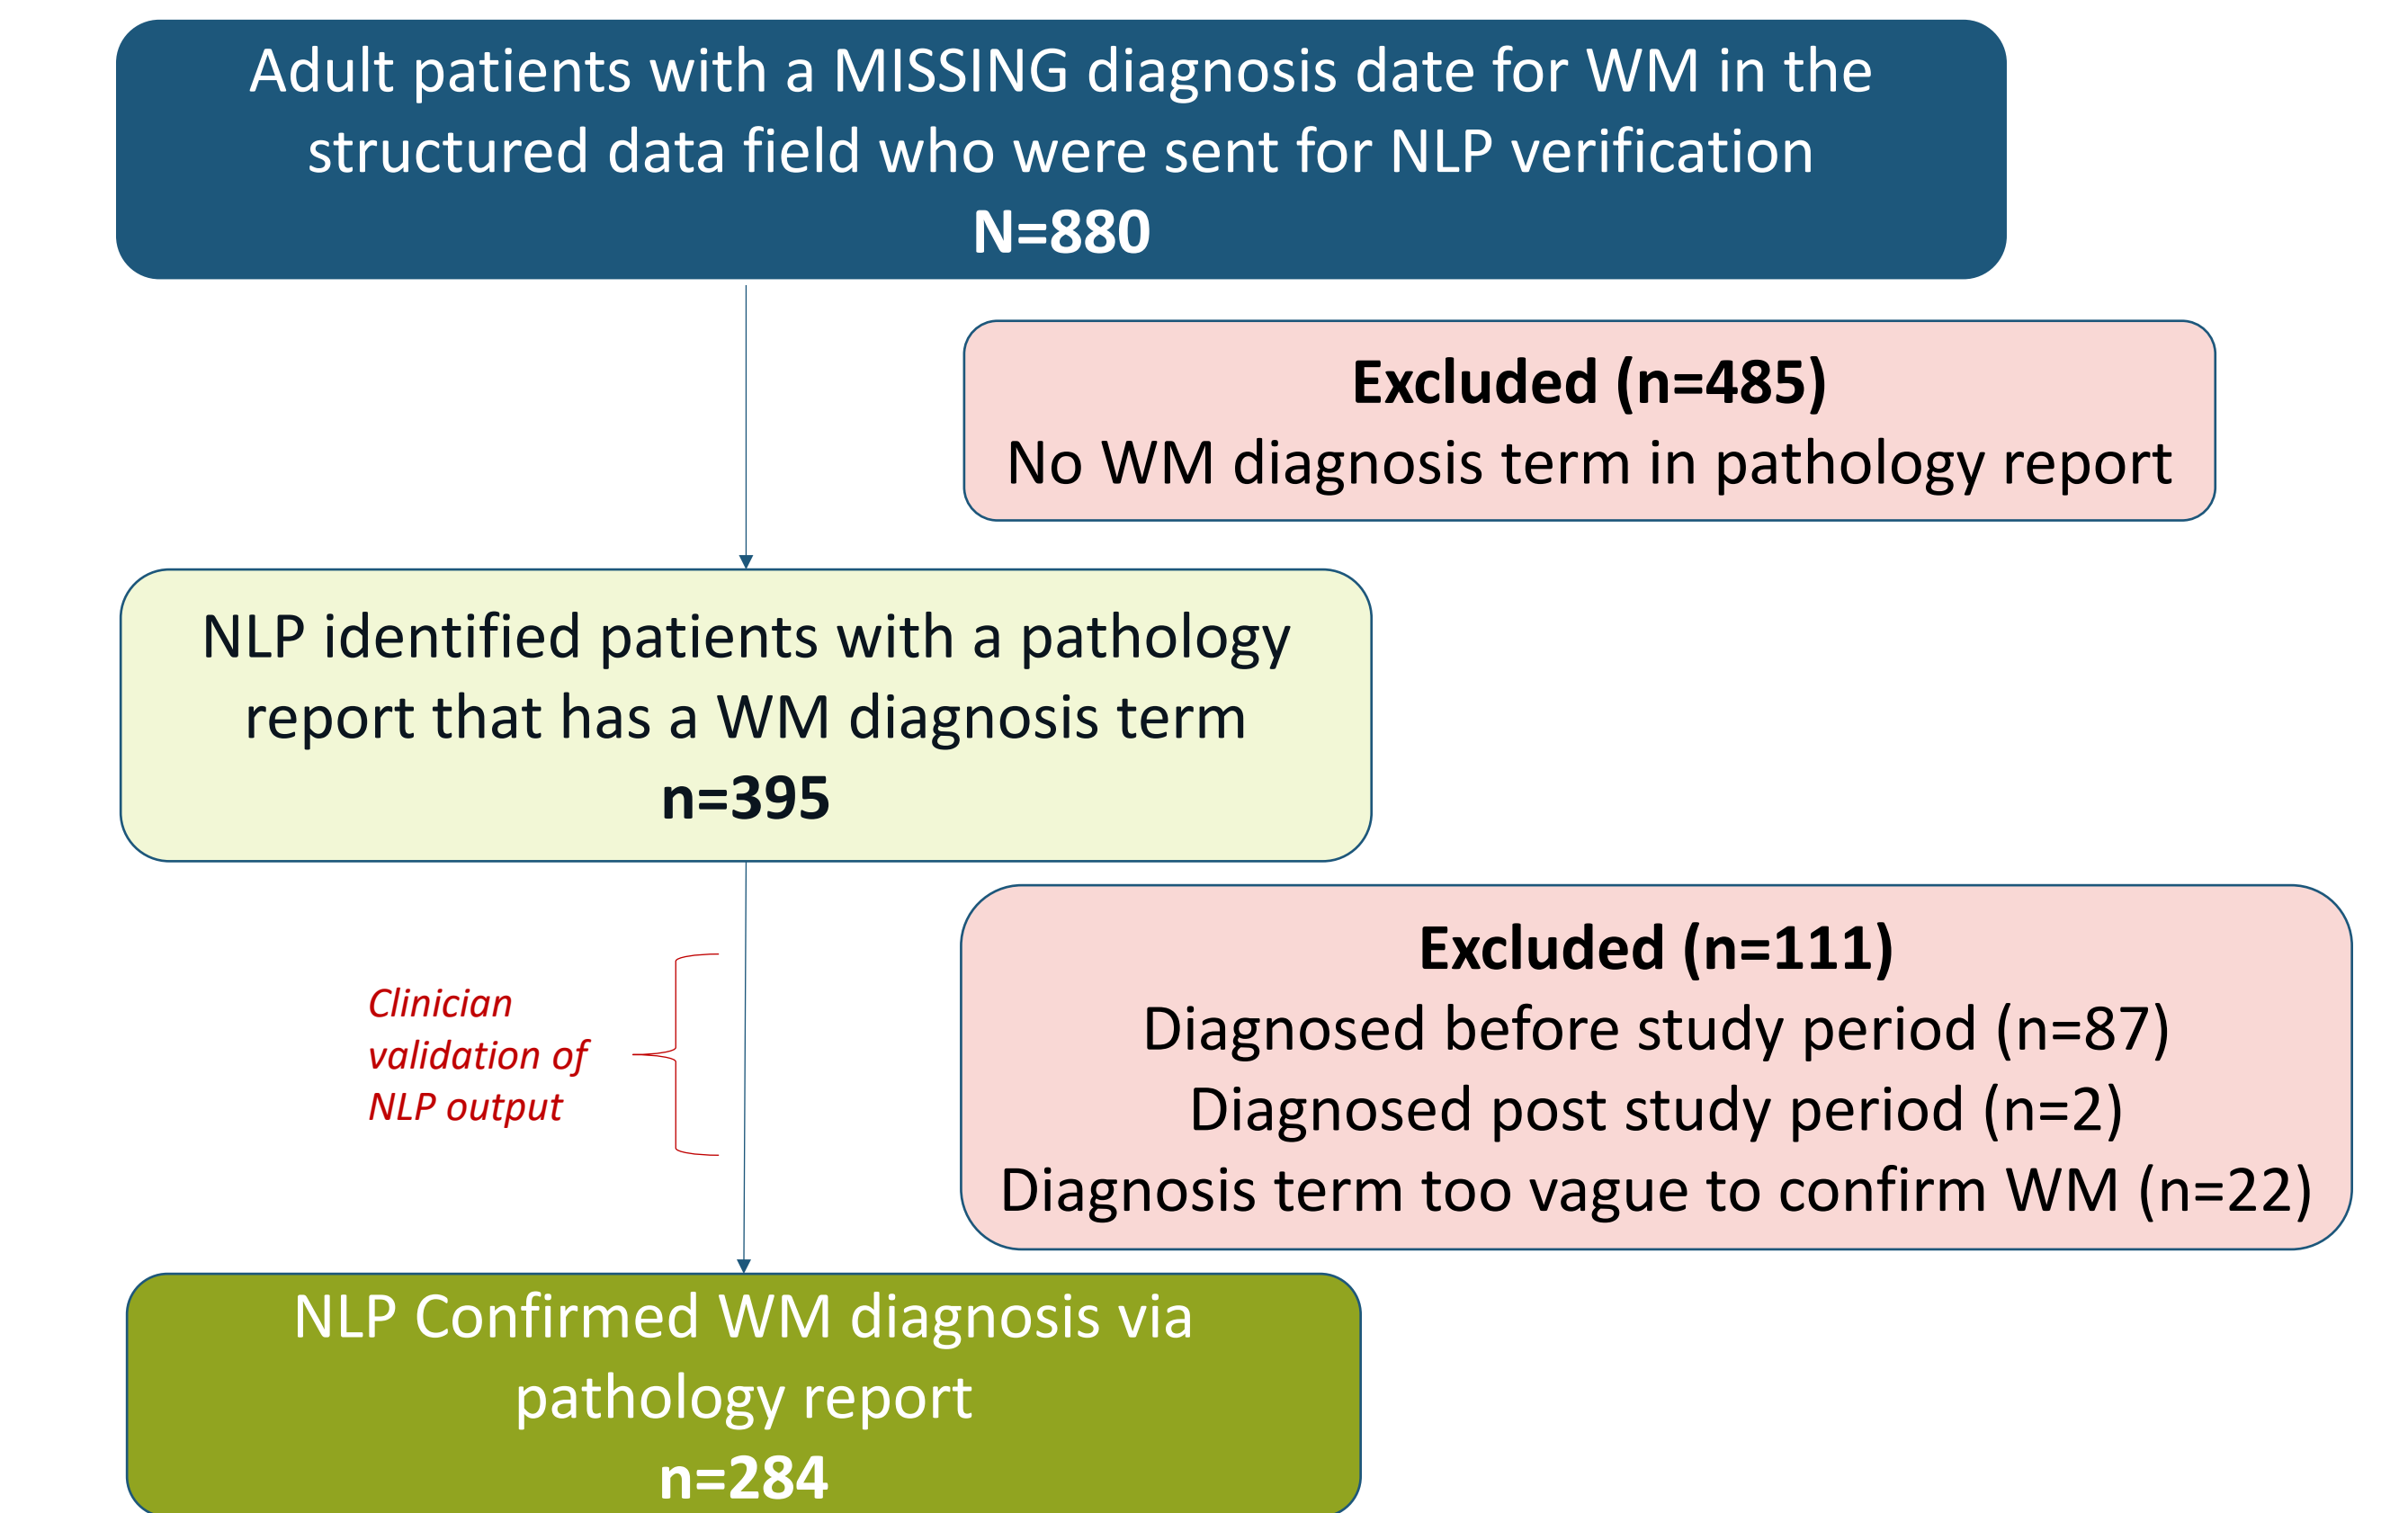 Adult patients with a MISSING diagnosis date for WM in the
structured data field who were sent for NLP verification
N=880
Excluded (n=485)
No WM diagnosis term in pathology report
NLP identified patients with a pathology
report that has a WM diagnosis term
n=395
Excluded (n=111)
Diagnosed before study period (n=87)
Diagnosed post study period (n=2)
Diagnosis term too vague to confirm WM (n=22)
Clinician
validation of
NLP output
NLP Confirmed WM diagnosis via
pathology report
n=284